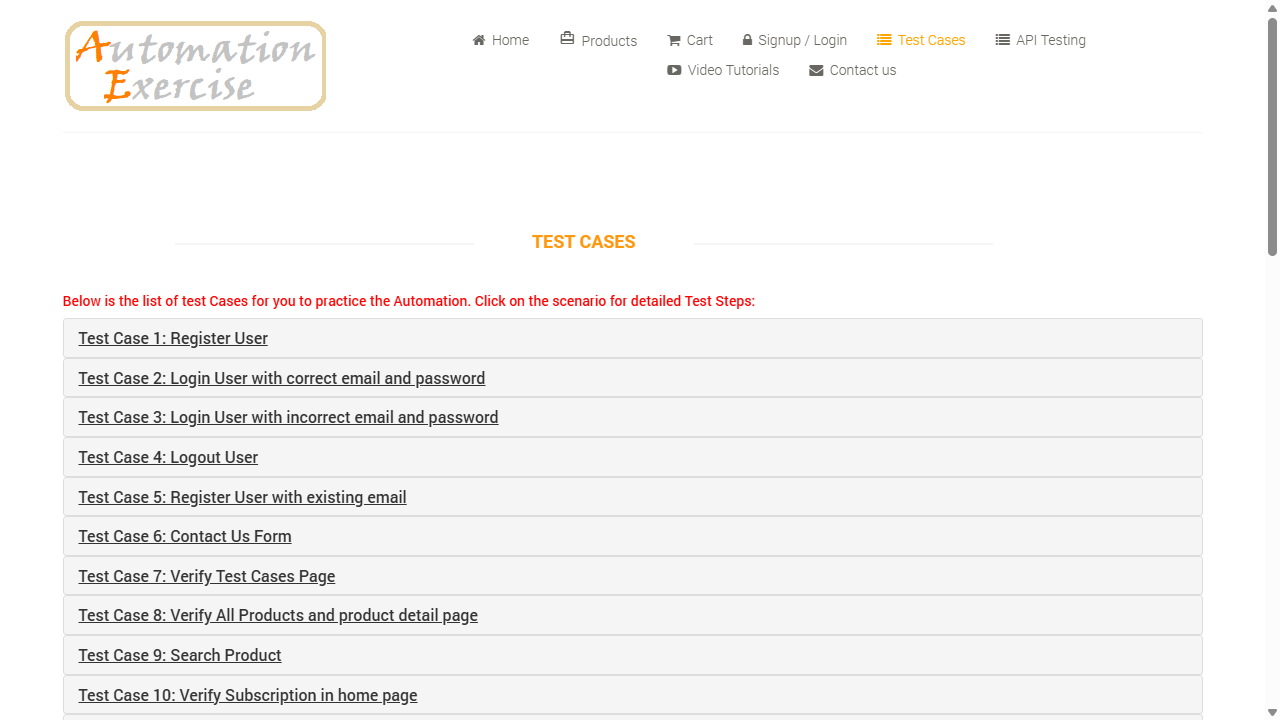 Automation
Exercise
Home
Products
Cart
Signup / Login
Test Cases
API Testing
Video Tutorials
Contact us
TEST CASES
Below is the list of test Cases for you to practice the Automation. Click on the scenario for detailed Test Steps:
Test Case 1: Register User
Test Case 2: Login User with correct email and password
Test Case 3: Login User with incorrect email and password
Test Case 4: Logout User
Test Case 5: Register User with existing email
Test Case 6: Contact Us Form
Test Case 7: Verify Test Cases Page
Test Case 8: Verify All Products and product detail page
Test Case 9: Search Product
Test Case 10: Verify Subscription in home page